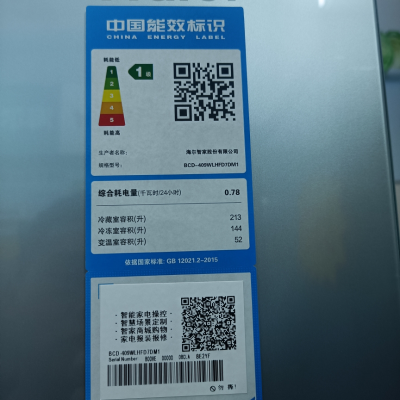 中国能效标识
CHINA ENERGY LABEL
耗能低
1
2
3
4
5
1级
耗能高
生产者名称: 海尔智家股份有限公司
规格型号: BCD-409WLHFD7DM1
综合耗电量(千瓦时/24小时) 0.78
冷藏室容积(升) 213
冷冻室容积(升) 144
变温室容积(升) 52
依据国家标准: GB 12021.2-2015
·智能家电操控·
·智慧场景定制·
·智家商城购物·
·家电服装报修·
BCD-409WLHFD7DM1
Serial Number